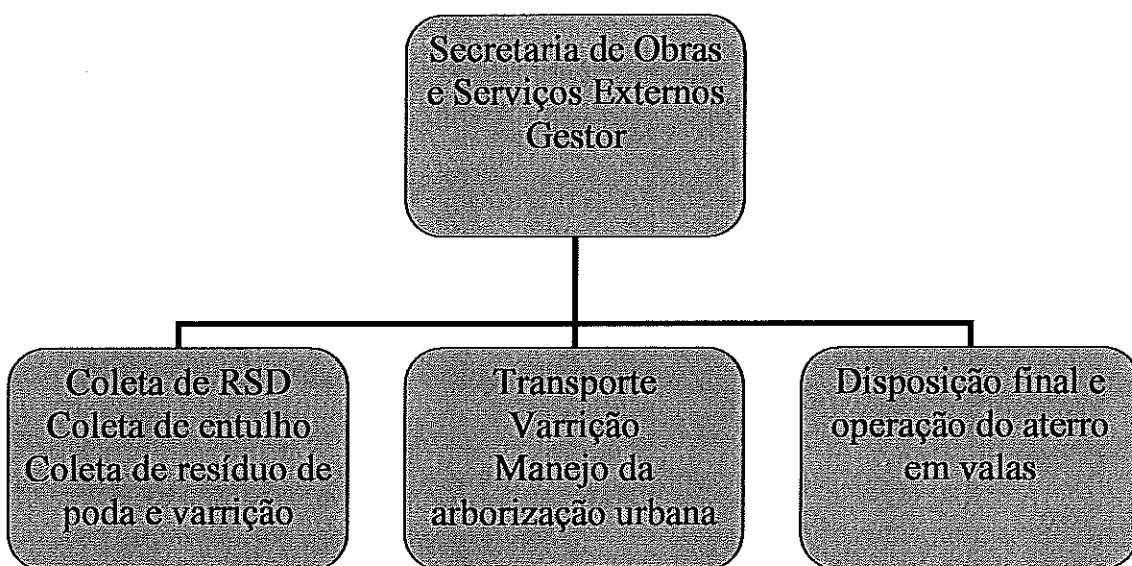 Secretaria de Obras
e Serviços Externos
Gestor
Coleta de RSD
Coleta de entulho
Coleta de resíduo de
poda e varrição
Transporte
Varrição
Manejo da
arborização urbana
Disposição final e
operação do aterro
em valas